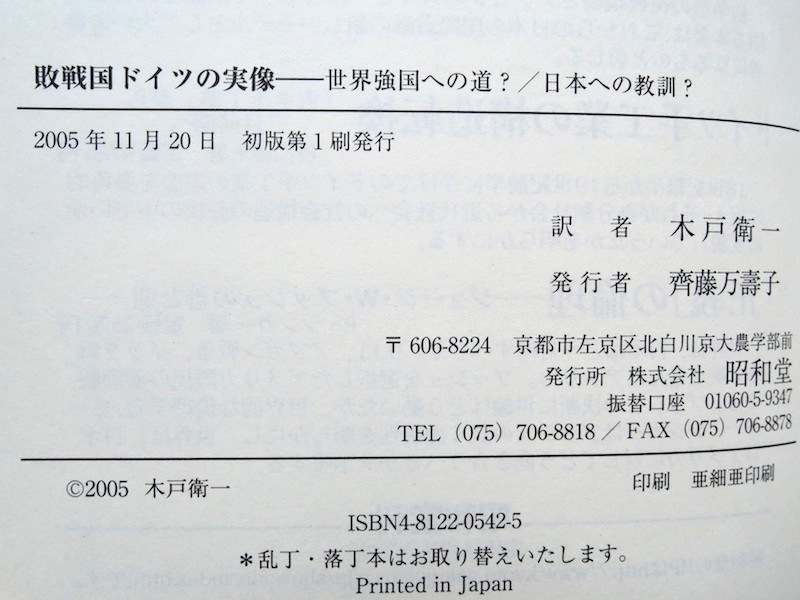 敗戦国ドイツの実像——世界強国への道？／日本への教訓？
2005年11月20日　初版第1刷発行
訳　者　木戸衛一
発行者　齊藤万壽子
〒606-8224　京都市左京区北白川京大農学部前
発行所　株式会社　昭和堂
振替口座　01060-5-9347
TEL（075）706-8818／FAX（075）706-8878
©2005　木戸衛一
印刷　亜細亜印刷
ISBN4-8122-0542-5
＊乱丁・落丁本はお取り替えいたします。
Printed in Japan